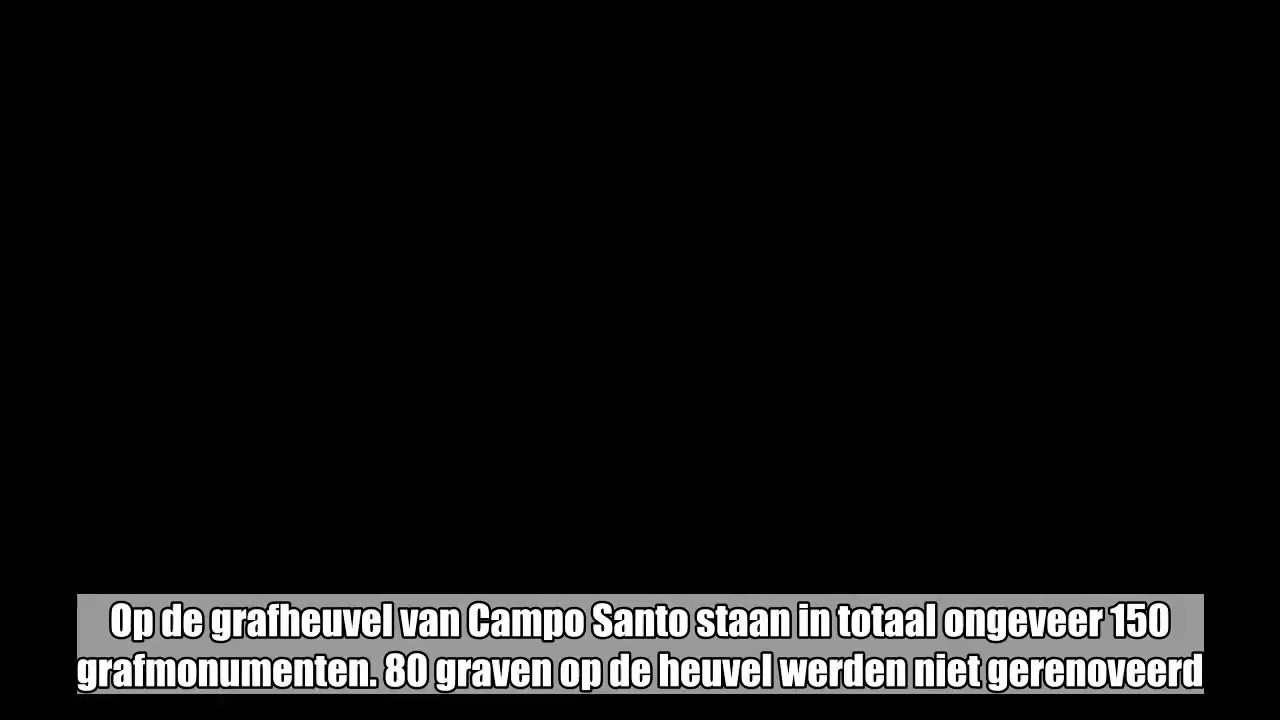 Op de grafheuvel van Campo Santo staan in totaal ongeveer 150
grafmonumenten. 80 graven op de heuvel werden niet gerenoveerd